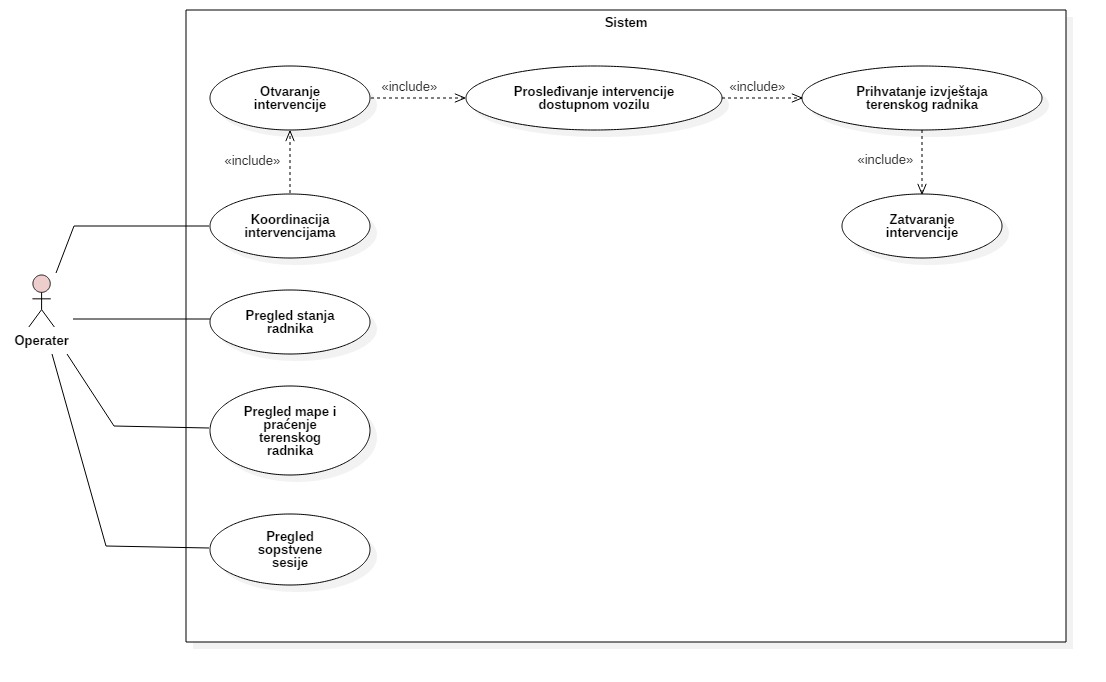 Sistem
Otvaranje
intervencije
«include»
Prosleđivanje intervencije
dostupnom vozilu
«include»
Prihvatanje izvještaja
terenskog radnika
«include»
«include»
Koordinacija
intervencijama
Zatvaranje
intervencije
Operater
Pregled stanja
radnika
Pregled mape i
praćenje
terenskog
radnika
Pregled
sopstvene
sesije